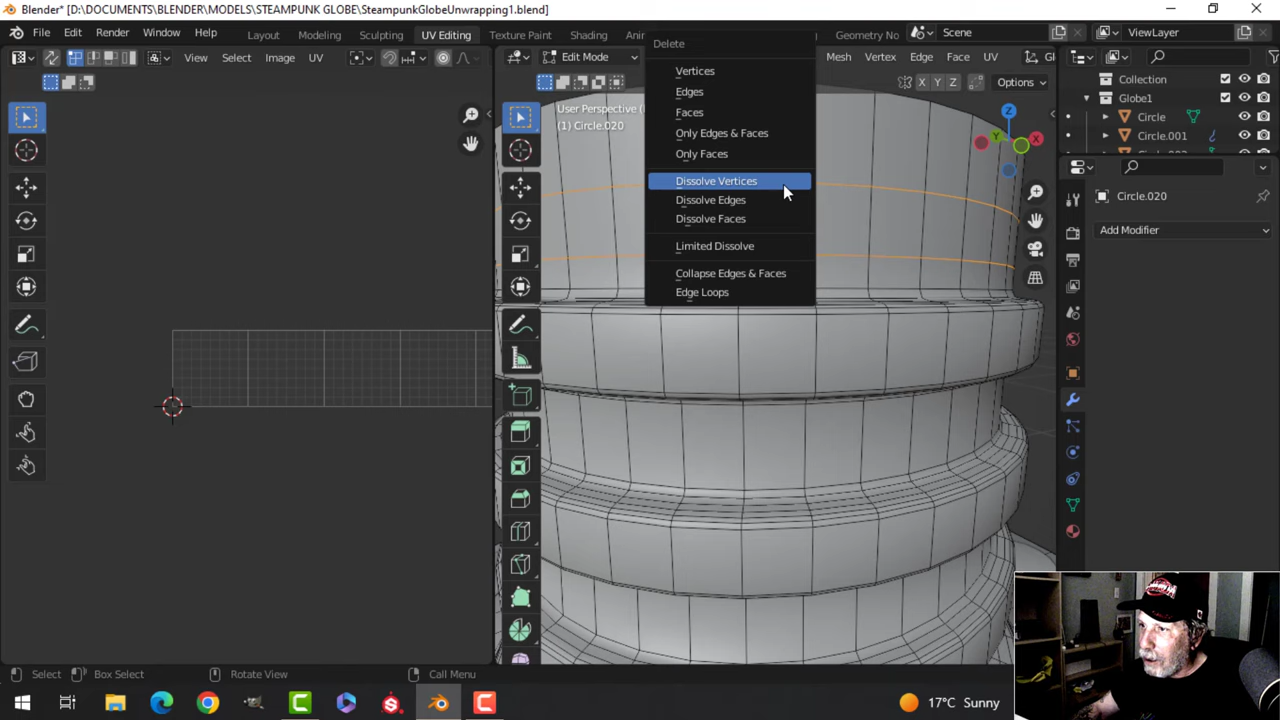 Blender* [D:\DOCUMENTS\BLENDER\MODELS\STEAMPUNK GLOBE\SteampunkGlobeUnwrapping1.blend]
File Edit Render Window Help Layout Modeling UV Editing Texture Paint Shading Geometry No Scene ViewLayer
Delete
View Select Image UV Edit Mode Mesh Vertex Edge Face UV
Vertices
X Y Z Options
Edges
Faces
Only Edges & Faces
Only Faces
Dissolve Vertices
Dissolve Edges
Dissolve Faces
Limited Dissolve
Collapse Edges & Faces
Edge Loops
User Perspective
(1) Circle.020
Z
Y
X
Collection
Globe1
Circle
Circle.001
Circle.020
Add Modifier
Select Box Select Rotate View Call Menu
17°C Sunny